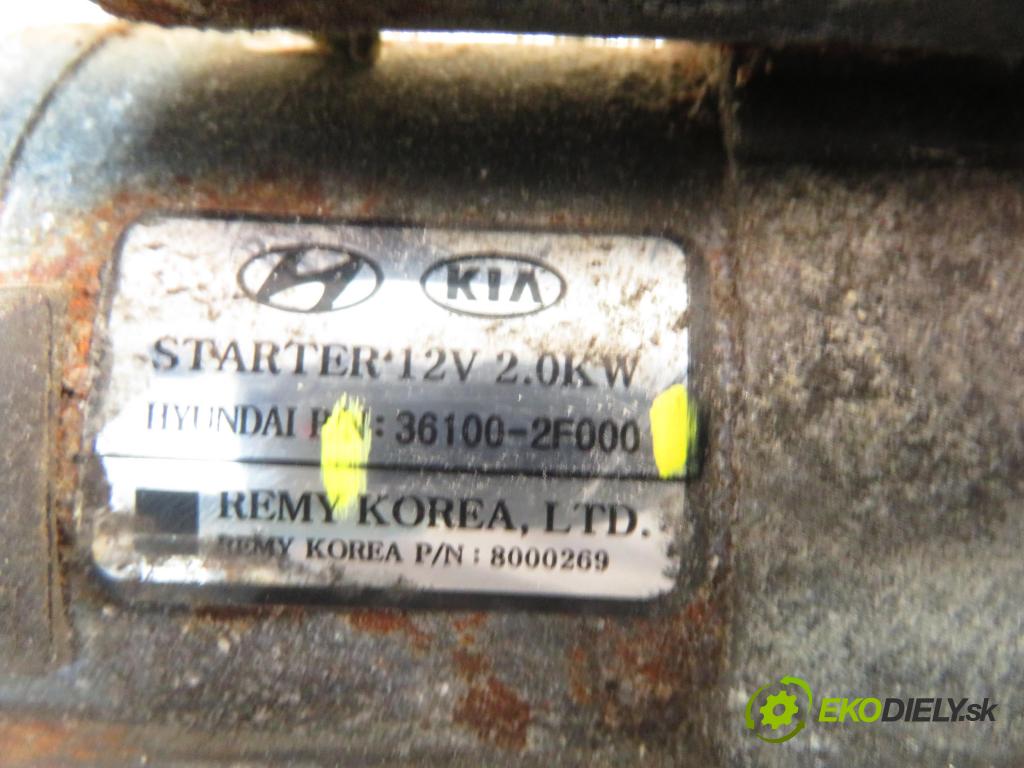 KIA
STARTER 12V 2.0KW
HYUNDAI P/N: 36100-2F000
REMY KOREA, LTD.
REMY KOREA P/N : 8000269
EKODIELY.sk